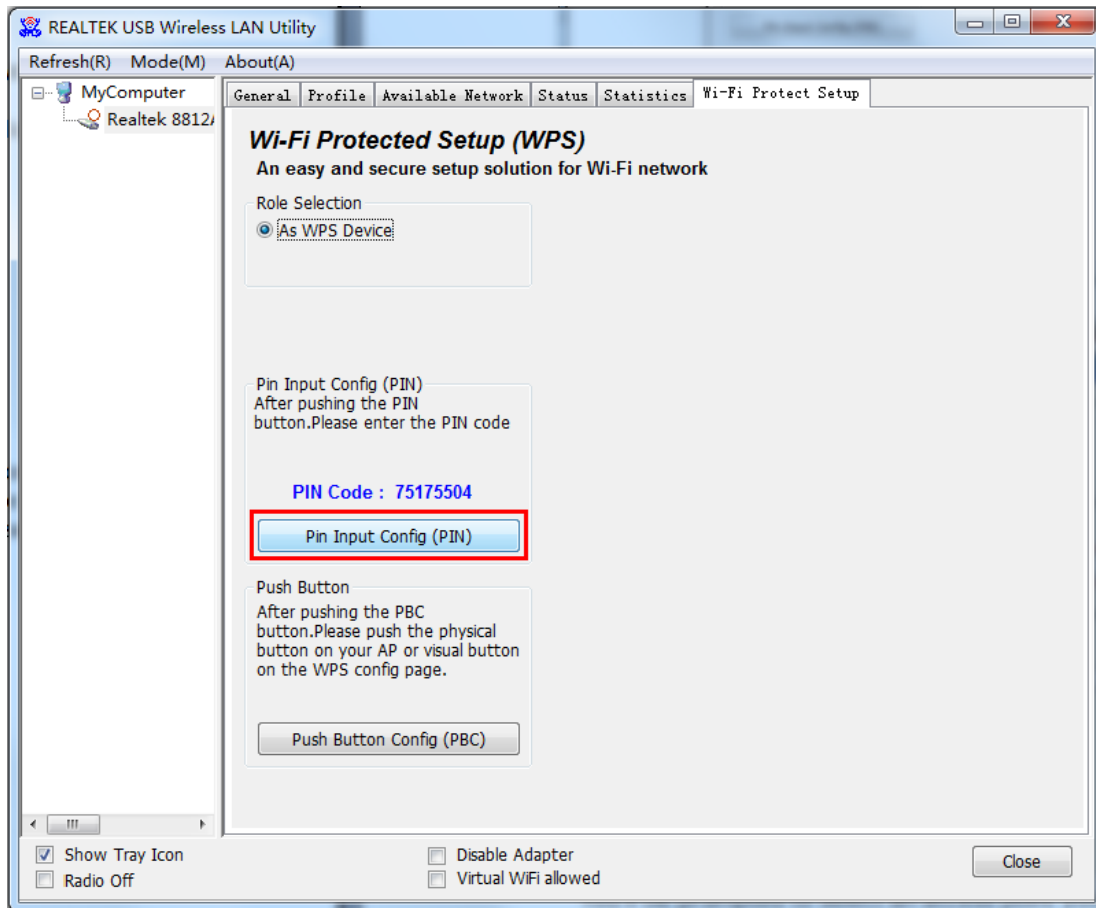 REALTEK USB Wireless LAN Utility
Refresh(R) Mode(M) About(A)
MyComputer
Realtek 8812A
General Profile Available Network Status Statistics Wi-Fi Protect Setup
Wi-Fi Protected Setup (WPS)
An easy and secure setup solution for Wi-Fi network
Role Selection
As WPS Device
Pin Input Config (PIN)
After pushing the PIN
button.Please enter the PIN code
PIN Code : 75175504
Pin Input Config (PIN)
Push Button
After pushing the PBC
button.Please push the physical
button on your AP or visual button
on the WPS config page.
Push Button Config (PBC)
Show Tray Icon
Radio Off
Disable Adapter
Virtual WiFi allowed
Close